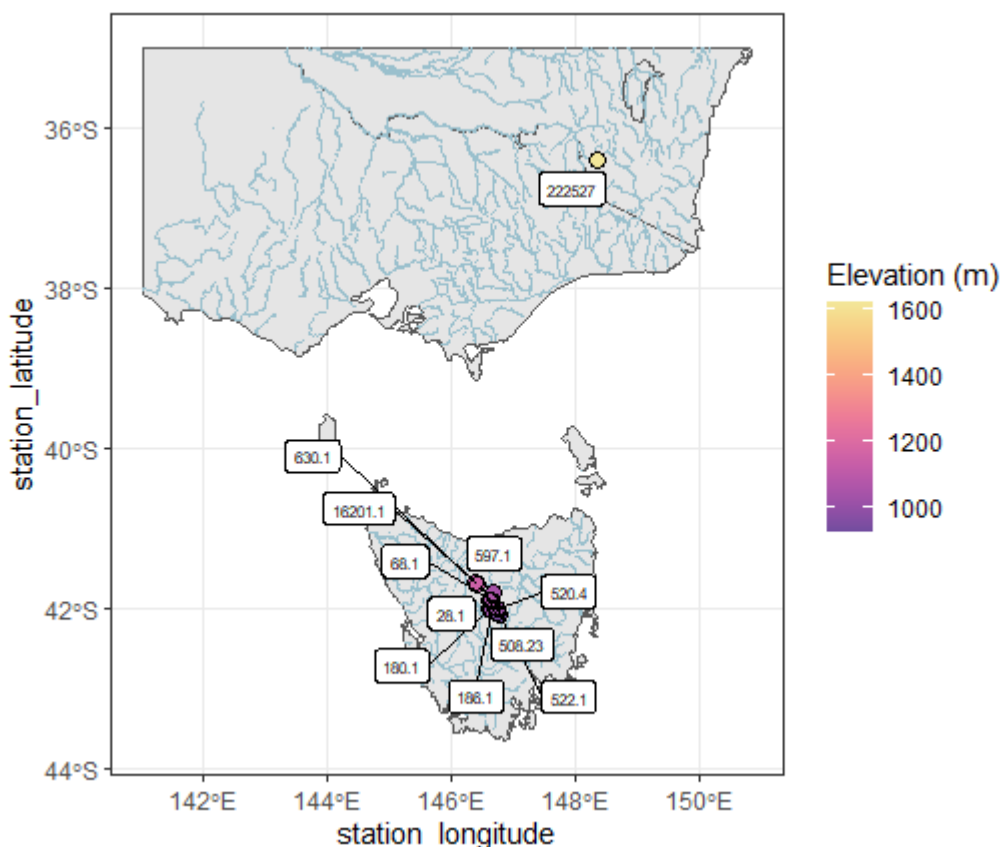 36°S
38°S
40°S
42°S
44°S
station_latitude
222527
630.1
16201.1
68.1
597.1
28.1
520.4
508.23
180.1
186.1
522.1
142°E
144°E
146°E
148°E
150°E
station_longitude
Elevation (m)
1600
1400
1200
1000